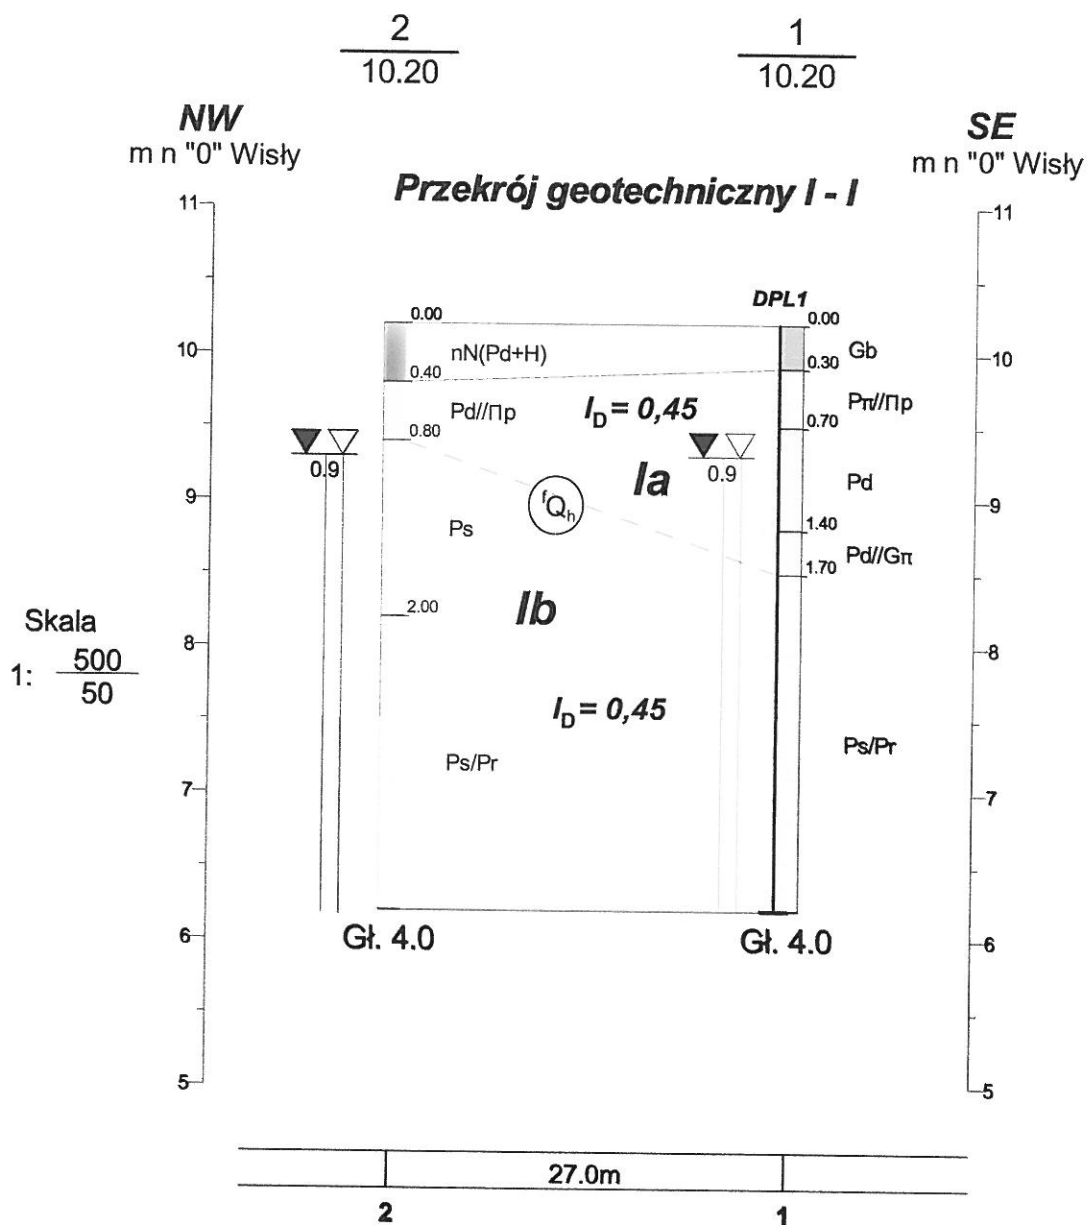 2
10.20
1
10.20
NW
m n "0" Wisły
SE
m n "0" Wisły
Przekrój geotechniczny I - I
11
10
9
8
7
6
5
11
10
9
8
7
6
5
DPL1
0.00
nN(Pd+H)
0.40
Pd//Πp
0.80
Ps
2.00
Ps/Pr
Gł. 4.0
0.9
I_D = 0,45
Ia
fQh
Ib
I_D = 0,45
0.9
0.00
Gb
0.30
Pπ//Πp
0.70
Pd
1.40
Pd//Gπ
1.70
Ps/Pr
Gł. 4.0
Skala
1: 500
50
27.0m
2 1